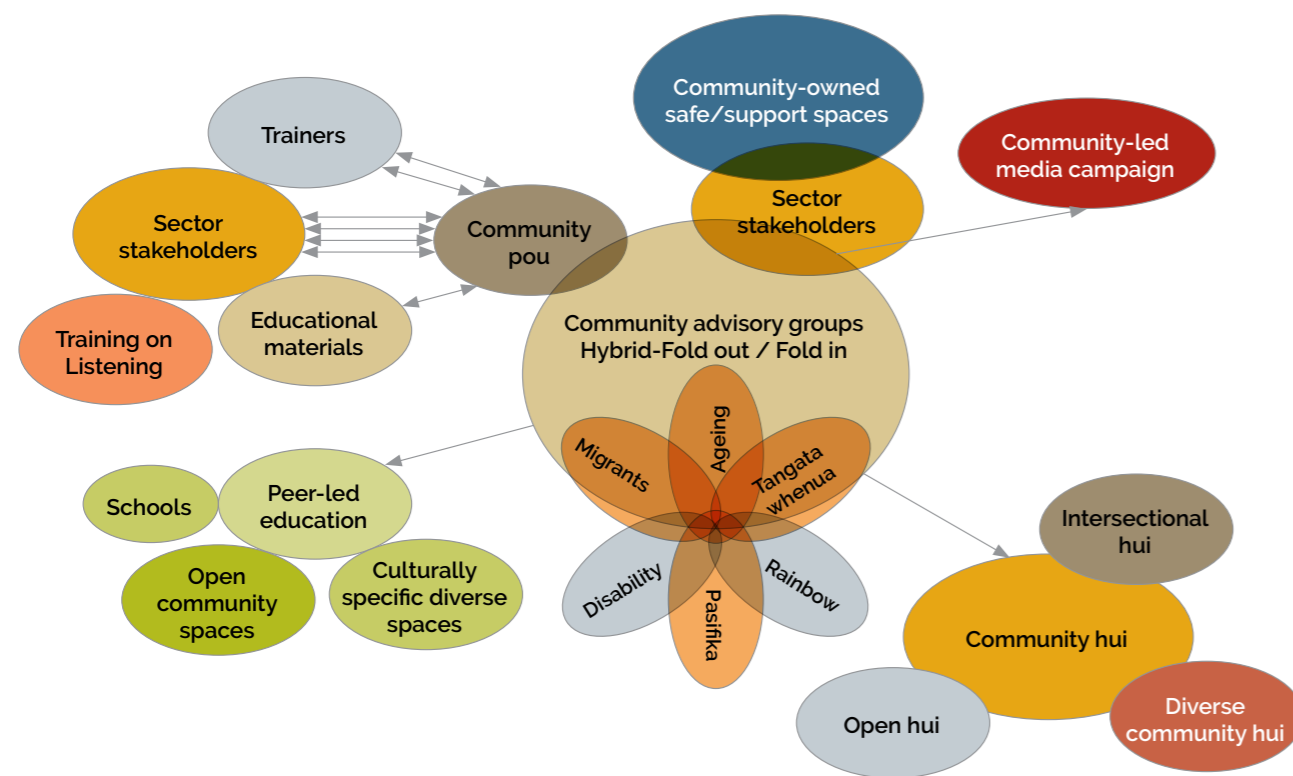 Community-owned
safe/support spaces
Trainers
Community-led
media campaign
Sector
stakeholders
Community
pou
Sector
stakeholders
Training on
Listening
Educational
materials
Community advisory groups
Hybrid-Fold out / Fold in
Migrants
Ageing
Tangata
whenua
Disability
Pasifika
Rainbow
Schools
Peer-led
education
Open
community
spaces
Culturally
specific diverse
spaces
Intersectional
hui
Community hui
Open hui
Diverse
community hui